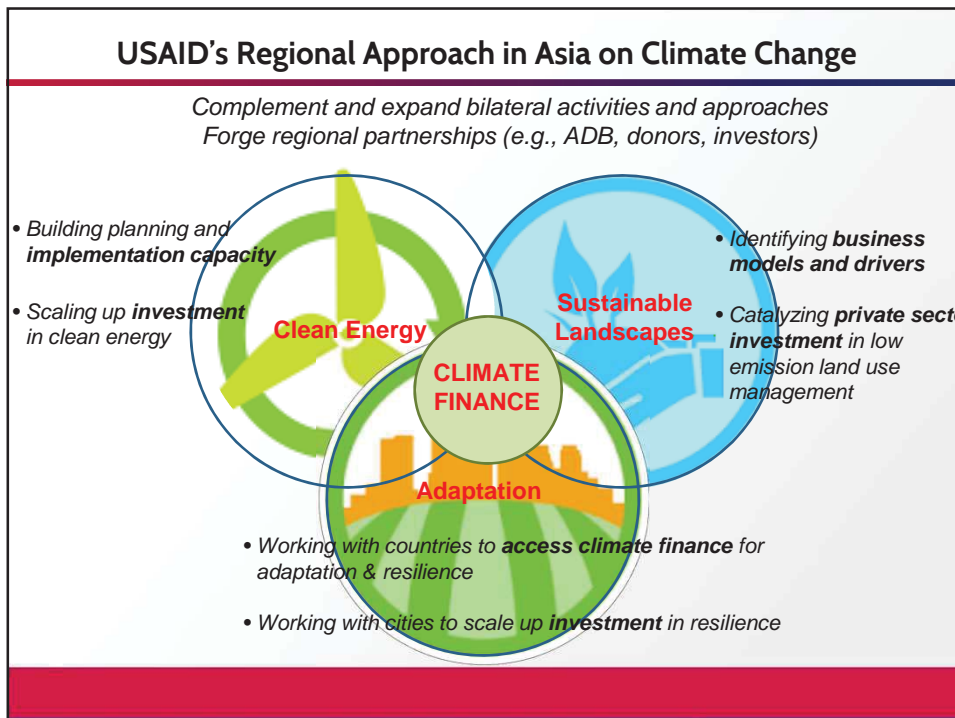 USAID's Regional Approach in Asia on Climate Change
Complement and expand bilateral activities and approaches
Forge regional partnerships (e.g., ADB, donors, investors)
• Building planning and
implementation capacity
• Scaling up investment
in clean energy
Clean Energy
Sustainable
Landscapes
• Identifying business
models and drivers
• Catalyzing private secto
investment in low
emission land use
management
CLIMATE
FINANCE
Adaptation
• Working with countries to access climate finance for
adaptation & resilience
• Working with cities to scale up investment in resilience